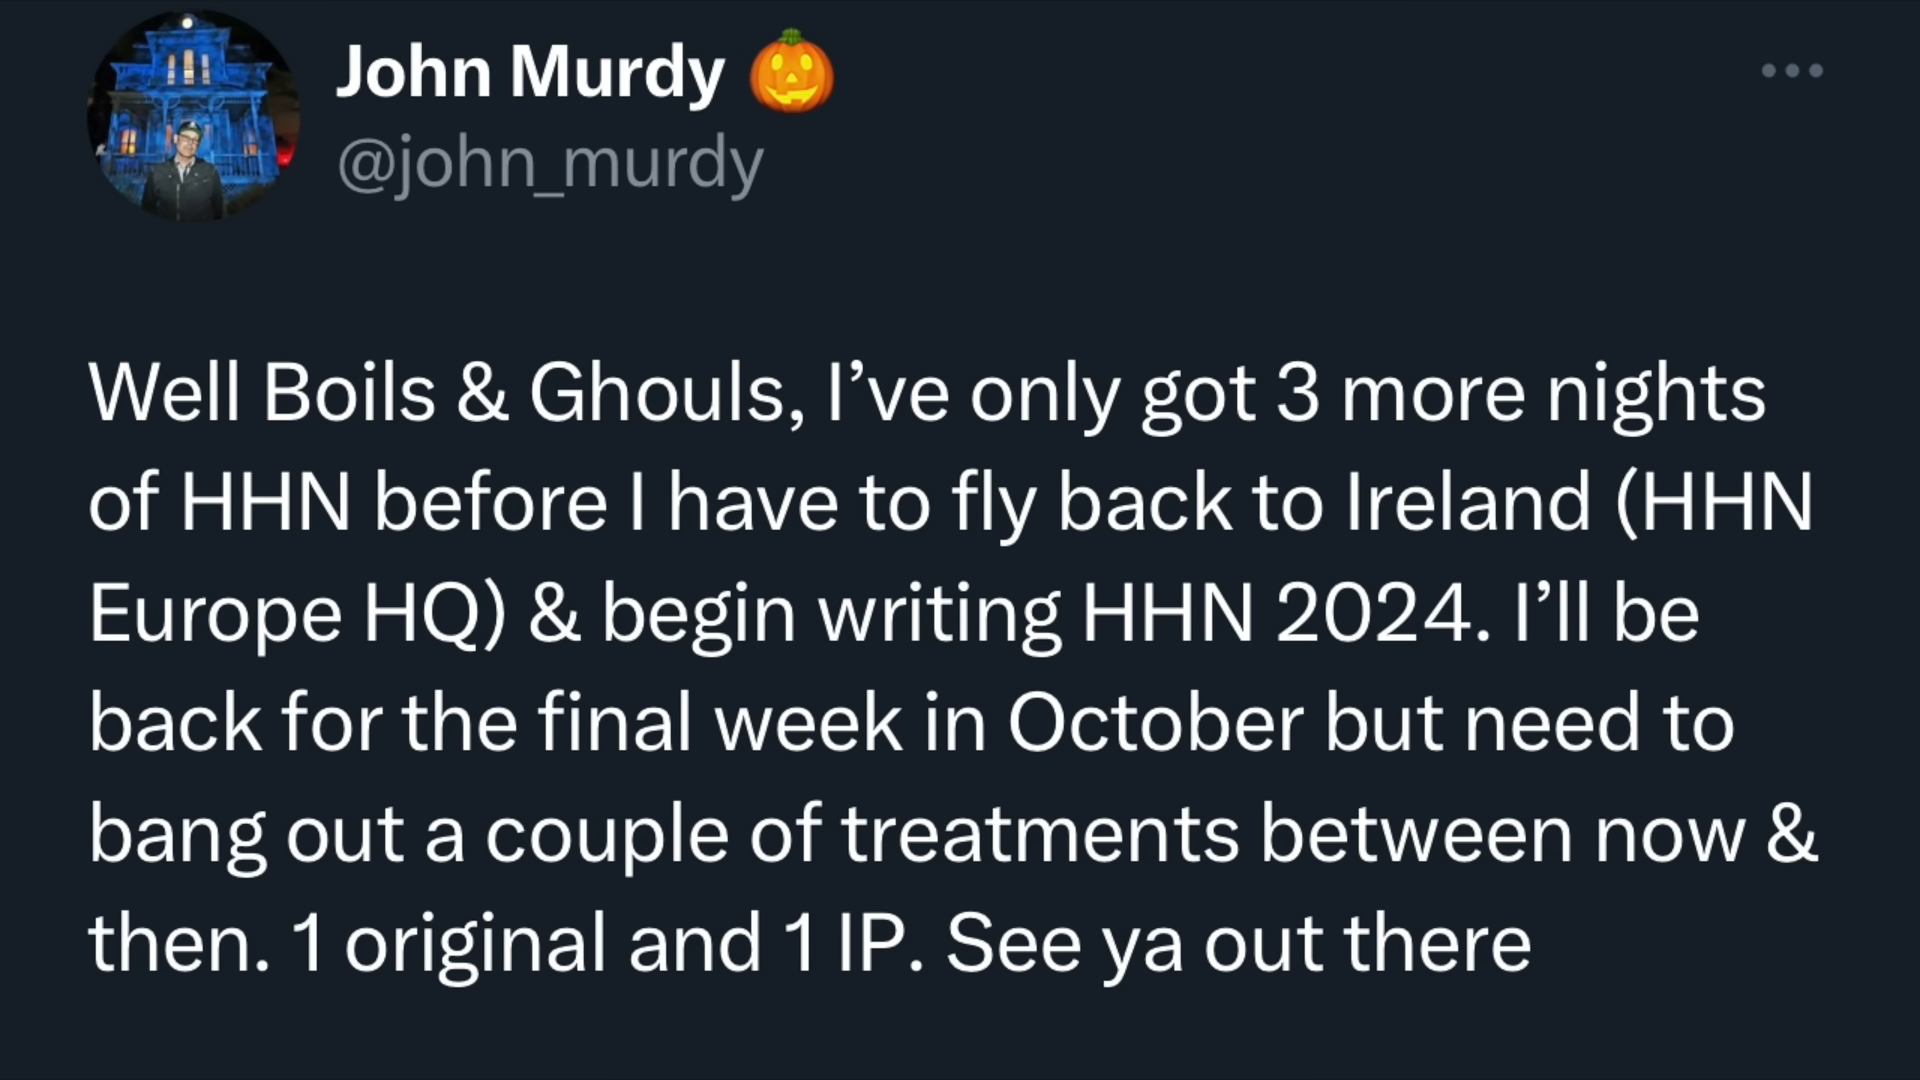 John Murdy 🎃
@john_murdy
Well Boils & Ghouls, I’ve only got 3 more nights
of HHN before I have to fly back to Ireland (HHN
Europe HQ) & begin writing HHN 2024. I’ll be
back for the final week in October but need to
bang out a couple of treatments between now &
then. 1 original and 1 IP. See ya out there